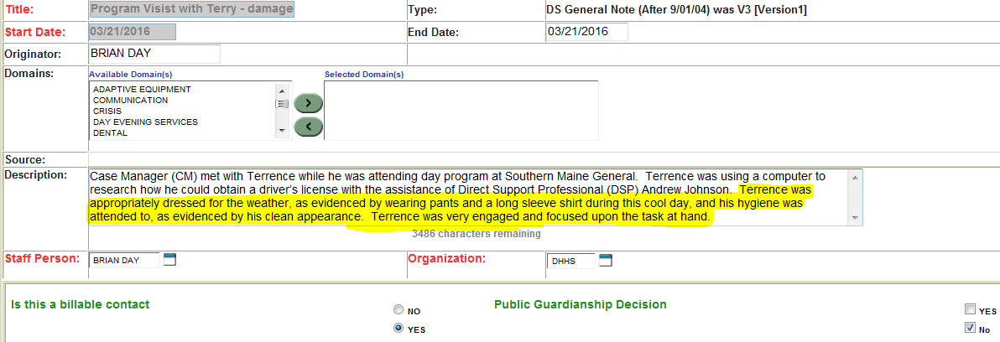 Title: Program Visist with Terry - damage Type: DS General Note (After 9/01/04) was V3 [Version1]
Start Date: 03/21/2016 End Date: 03/21/2016
Originator: BRIAN DAY
Domains: Available Domain(s) Selected Domain(s)
ADAPTIVE EQUIPMENT
COMMUNICATION
CRISIS
DAY EVENING SERVICES
DENTAL
Source:
Description: Case Manager (CM) met with Terrence while he was attending day program at Southern Maine General. Terrence was using a computer to
research how he could obtain a driver's license with the assistance of Direct Support Professional (DSP) Andrew Johnson. Terrence was
appropriately dressed for the weather, as evidenced by wearing pants and a long sleeve shirt during this cool day, and his hygiene was
attended to, as evidenced by his clean appearance. Terrence was very engaged and focused upon the task at hand.
3486 characters remaining
Staff Person: BRIAN DAY Organization: DHHS
Is this a billable contact NO Public Guardianship Decision YES
YES No